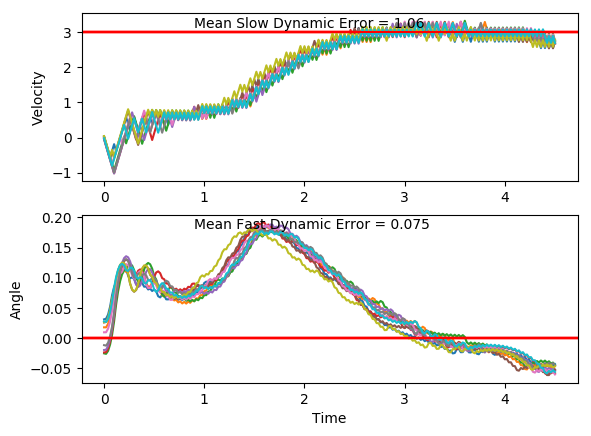 Mean Slow Dynamic Error = 1.06
3
2
1
0
−1
Velocity
0 1 2 3 4
Mean Fast Dynamic Error = 0.075
0.20
0.15
0.10
0.05
0.00
−0.05
Angle
0 1 2 3 4
Time